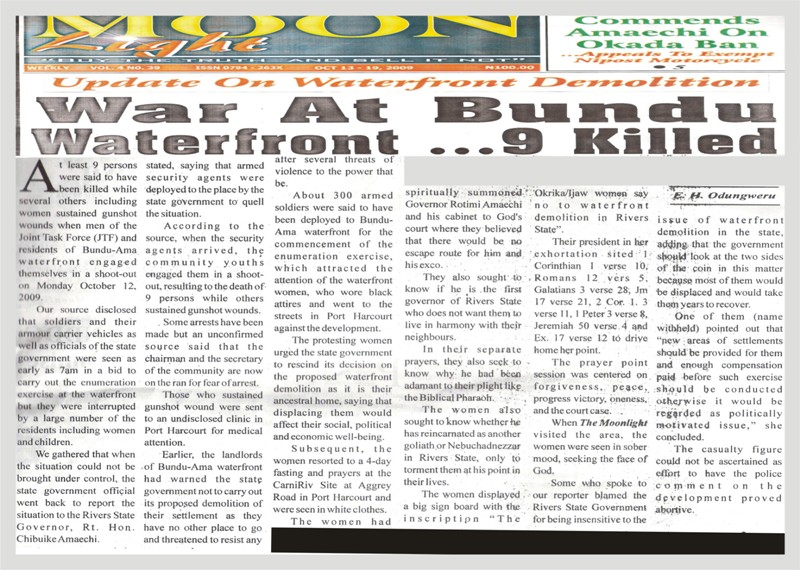 MOON
Light
"BUY THE TRUTH AND SELL IT NOT"
WEEKLY VOL. 4 NO. 39 ISSN 0794 - 262X OCT 13 - 19, 2009 N100.00
Commends
Amaechi On
Okada Ban
...Appeals To Exempt
Nipost Motorcycle
• 5 •
Update On Waterfront Demolition
War At Bundu
Waterfront ...9 Killed
At least 9 persons
were said to have
been killed while
several others including
women sustained gunshot
wounds when men of the
Joint Task Force (JTF) and
residents of Bundu-Ama
waterfront engaged
themselves in a shoot-out
on Monday October 12,
2009.
Our source disclosed
that soldiers and their
armour carrier vehicles as
well as officials of the state
government were seen as
early as 7am in a bid to
carry out the enumeration
exercise at the waterfront
but they were interrupted
by a large number of the
residents including women
and children.
We gathered that when
the situation could not be
brought under control, the
state government official
went back to report the
situation to the Rivers State
Governor, Rt. Hon.
Chibuike Amaechi.
stated, saying that armed
security agents were
deployed to the place by the
state government to quell
the situation.
According to the
source, when the security
agents arrived, the
community youths
engaged them in a shoot-
out, resulting to the death of
9 persons while others
sustained gunshot wounds.
Some arrests have been
made but an unconfirmed
source said that the
chairman and the secretary
of the community are now
on the ran for fear of arrest.
Those who sustained
gunshot wound were sent
to an undisclosed clinic in
Port Harcourt for medical
attention.
Earlier, the landlords
of Bundu-Ama waterfront
had warned the state
government not to carry out
its proposed demolition of
their settlement as they
have no other place to go
and threatened to resist any
after several threats of
violence to the power that
be.
About 300 armed
soldiers were said to have
been deployed to Bundu-
Ama waterfront for the
commencement of the
enumeration exercise,
which attracted the
attention of the waterfront
women, who wore black
attires and went to the
streets in Port Harcourt
against the development.
The protesting women
urged the state government
to rescind its decision on
the proposed waterfront
demolition as it is their
ancestral home, saying that
displacing them would
affect their social, political
and economic well-being.
Subsequent, the
women resorted to a 4-day
fasting and prayers at the
CarniRiv Site at Aggrey
Road in Port Harcourt and
were seen in white clothes.
The women had
spiritually summoned
Governor Rotimi Amaechi
and his cabinet to God's
court where they believed
that there would be no
escape route for him and
his exco.
They also sought to
know if he is the first
governor of Rivers State
who does not want them to
live in harmony with their
neighbours.
In their separate
prayers, they also seek to
know why he had been
adamant to their plight like
the Biblical Pharaoh.
The women also
sought to know whether he
has reincarnated as another
goliath or Nebuchadnezzar
in Rivers State, only to
torment them at his point in
their lives.
The women displayed
a big sign board with the
inscription "The
Okrika/Ijaw women say
no to waterfront
demolition in Rivers
State".
Their president in her
exhortation sited 1
Corinthian 1 verse 10,
Romans 12 vers 5,
Galatians 3 verse 28, Jm
17 verse 21, 2 Cor. 1. 3
verse 11, 1 Peter 3 verse 8,
Jeremiah 50 verse 4 and
Ex. 17 verse 12 to drive
home her point.
The prayer point
session was centered on
forgiveness, peace,
progress victory, oneness,
and the court case.
When The Moonlight
visited the area, the
women were seen in sober
mood, seeking the face of
God.
Some who spoke to
our reporter blamed the
Rivers State Government
for being insensitive to the
E. H. Odungweru
issue of waterfront
demolition in the state,
adding that the government
should look at the two sides
of the coin in this matter
because most of them would
be displaced and would take
them years to recover.
One of them (name
withheld) pointed out that
"new areas of settlements
should be provided for them
and enough compensation
paid before such exercise
should be conducted
otherwise it would be
regarded as politically
motivated issue," she
concluded.
The casualty figure
could not be ascertained as
effort to have the police
comment on the
development proved
abortive.